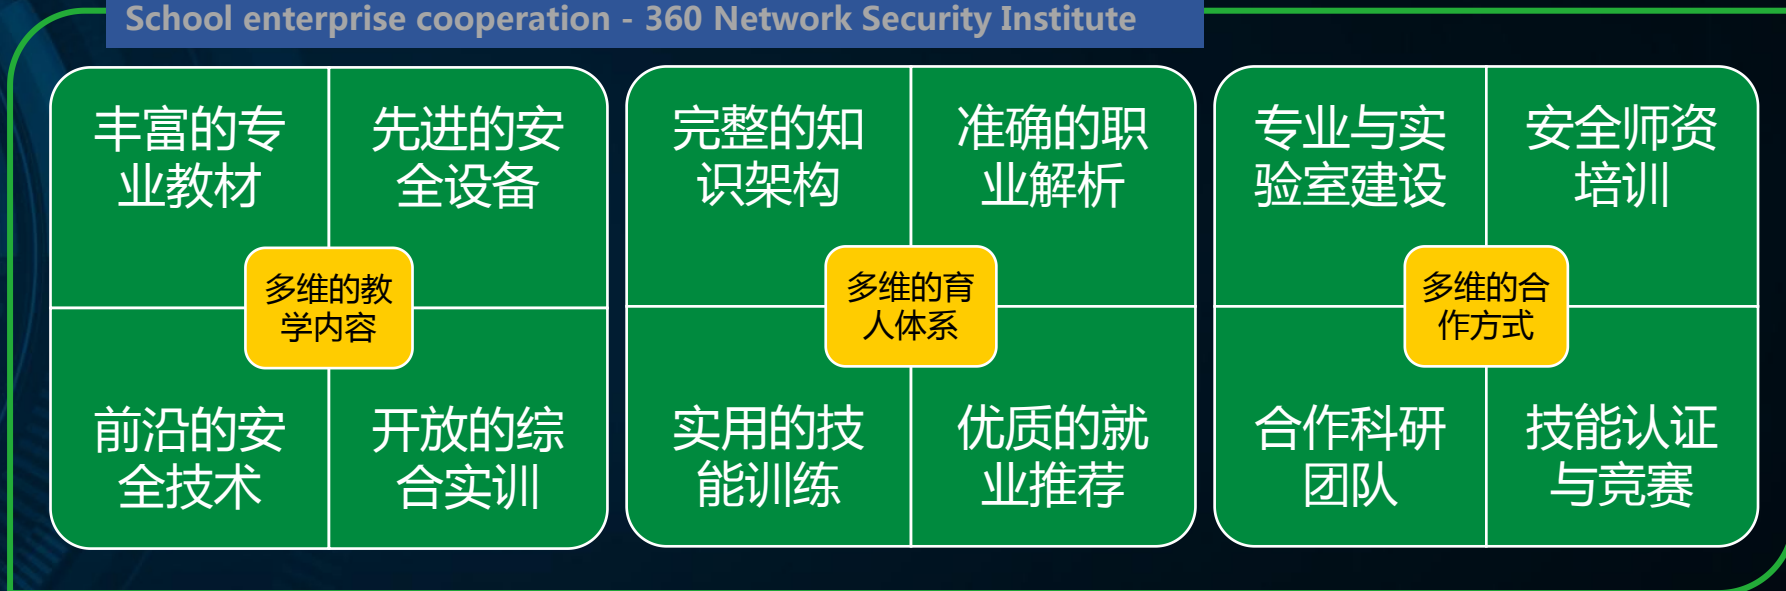 School enterprise cooperation - 360 Network Security Institute
丰富的专
业教材
先进的安
全设备
多维的教
学内容
前沿的安
全技术
开放的综
合实训
完整的知
识架构
准确的职
业解析
多维的育
人体系
实用的技
能训练
优质的就
业推荐
专业与实
验室建设
安全师资
培训
多维的合
作方式
合作科研
团队
技能认证
与竞赛